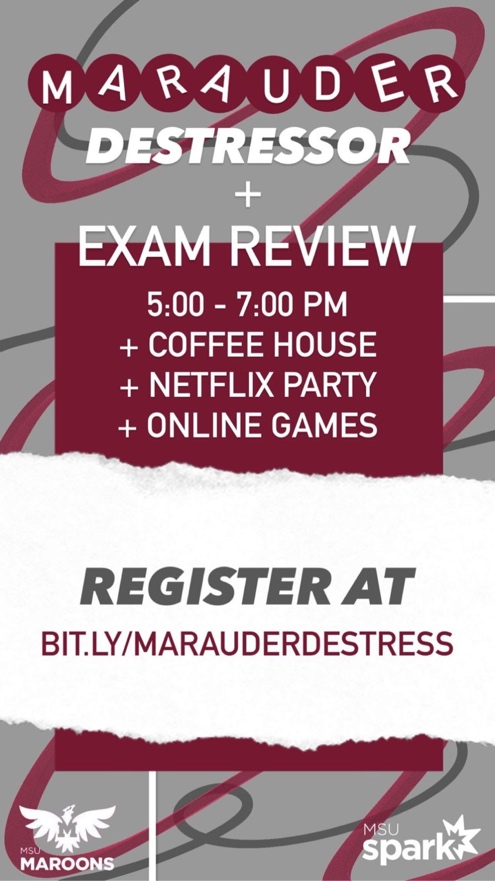 MARAUDER
DESTRESSOR
+
EXAM REVIEW
5:00 - 7:00 PM
+ COFFEE HOUSE
+ NETFLIX PARTY
+ ONLINE GAMES
REGISTER AT
BIT.LY/MARAUDERDESTRESS
MSU
MAROONS
MSU
spark